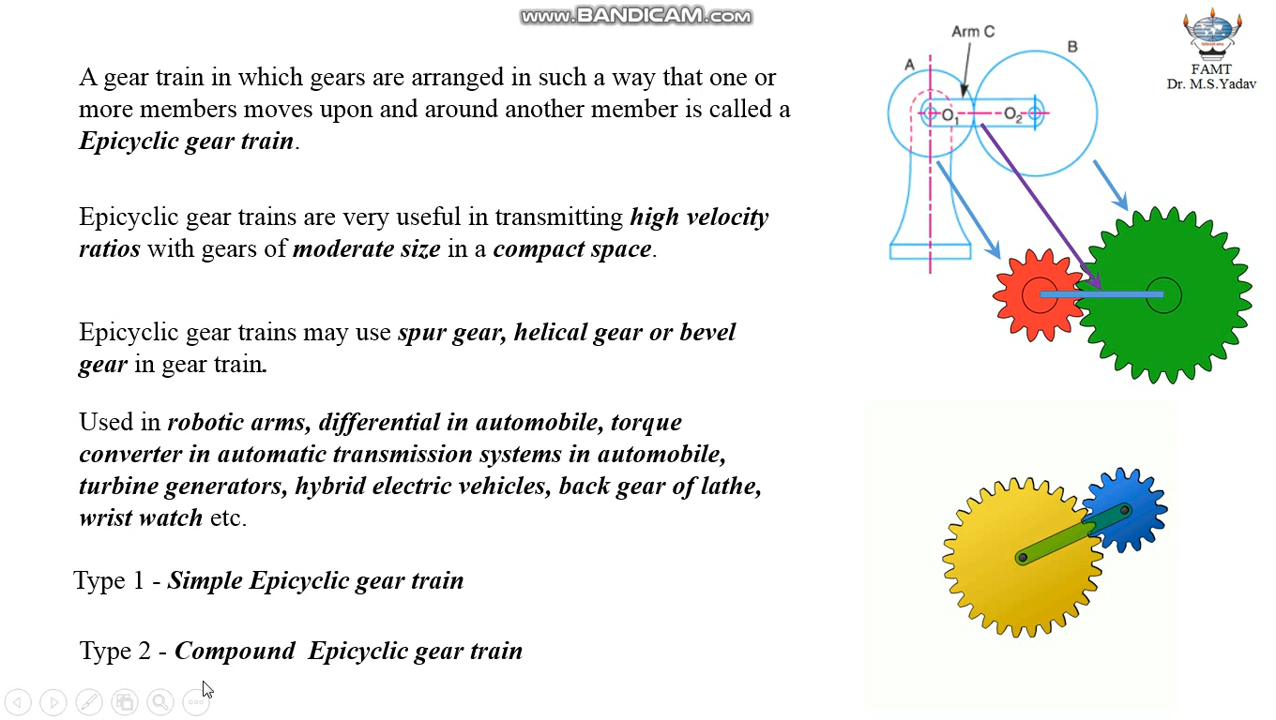 www.BANDICAM.com
A gear train in which gears are arranged in such a way that one or
more members moves upon and around another member is called a
Epicyclic gear train.
Epicyclic gear trains are very useful in transmitting high velocity
ratios with gears of moderate size in a compact space.
Epicyclic gear trains may use spur gear, helical gear or bevel
gear in gear train.
Used in robotic arms, differential in automobile, torque
converter in automatic transmission systems in automobile,
turbine generators, hybrid electric vehicles, back gear of lathe,
wrist watch etc.
Type 1 - Simple Epicyclic gear train
Type 2 - Compound  Epicyclic gear train
Arm C
A
B
O1
O2
FAMT
Dr. M.S.Yadav